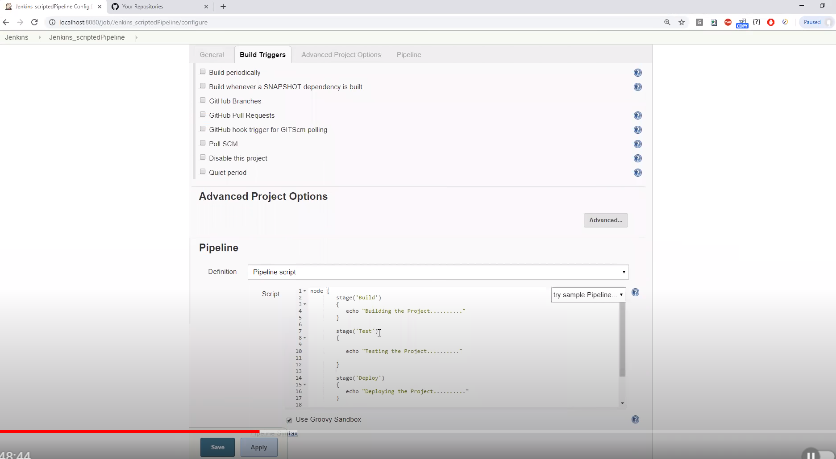 Jenkins_scriptedPipeline Config
Your Repositories
localhost:8080/job/Jenkins_scriptedPipeline/configure
Paused
Jenkins
Jenkins_scriptedPipeline
General
Build Triggers
Advanced Project Options
Pipeline
Build periodically
Build whenever a SNAPSHOT dependency is built
GitHub Branches
GitHub Pull Requests
GitHub hook trigger for GITScm polling
Poll SCM
Disable this project
Quiet period
Advanced Project Options
Advanced...
Pipeline
Definition
Pipeline script
Script
try sample Pipeline
1 node {
2 stage('Build')
3 {
4 echo "Building the Project.........."
5 }
6
7 stage('Test')
8 {
9
10 echo "Testing the Project.........."
11
12 }
13
14 stage('Deploy')
15 {
16 echo "Deploying the Project.........."
17 }
18
Use Groovy Sandbox
Save
Apply
48:44